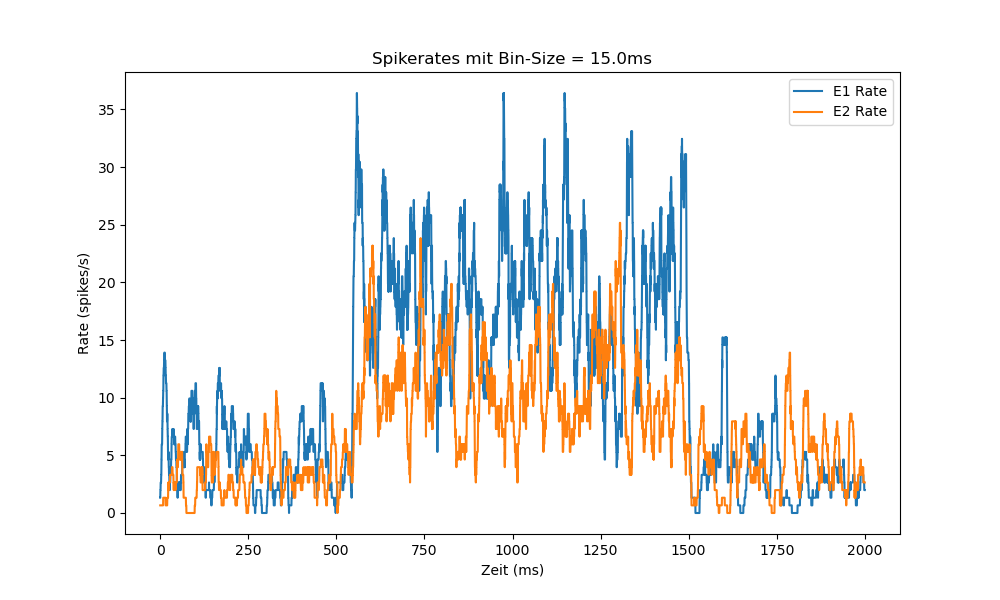 Spikerates mit Bin-Size = 15.0ms
E1 Rate
E2 Rate
Rate (spikes/s)
35
30
25
20
15
10
5
0
0 250 500 750 1000 1250 1500 1750 2000
Zeit (ms)